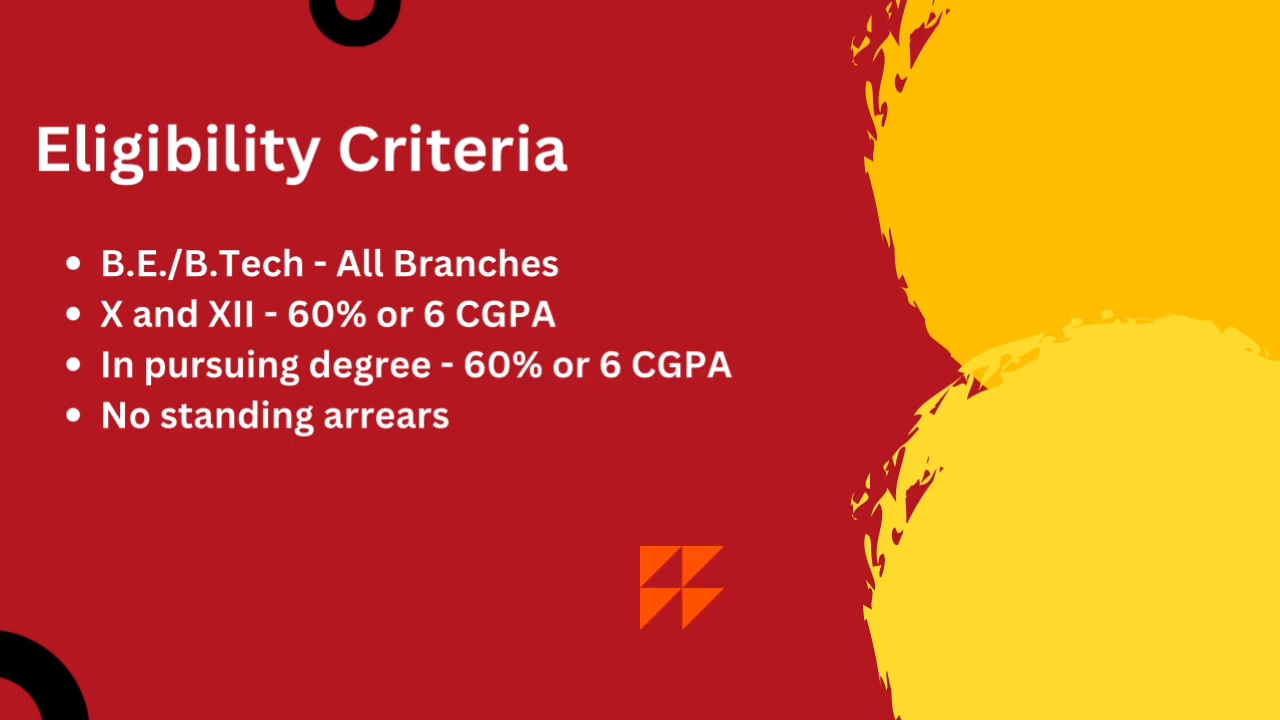 Eligibility Criteria
• B.E./B.Tech - All Branches
• X and XII - 60% or 6 CGPA
• In pursuing degree - 60% or 6 CGPA
• No standing arrears